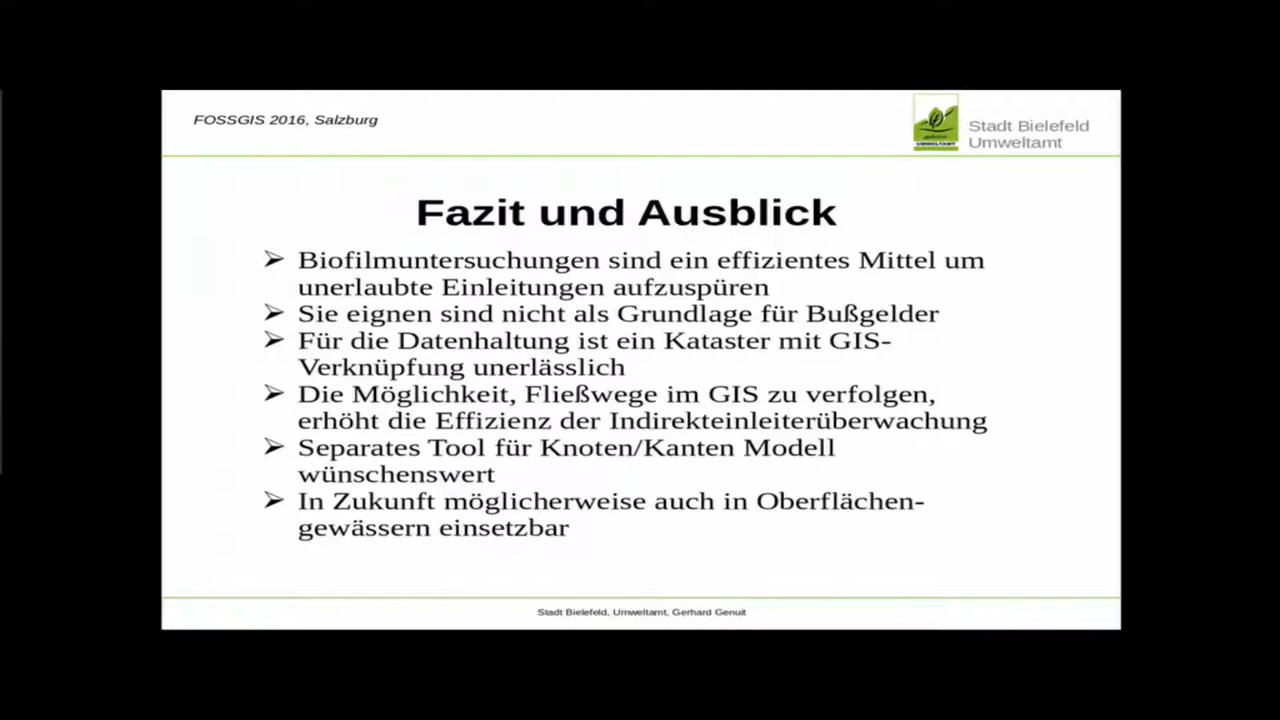 FOSSGIS 2016, Salzburg
UMWELTAMT
Stadt Bielefeld
Umweltamt
Fazit und Ausblick
➢ Biofilmuntersuchungen sind ein effizientes Mittel um
unerlaubte Einleitungen aufzuspüren
➢ Sie eignen sind nicht als Grundlage für Bußgelder
➢ Für die Datenhaltung ist ein Kataster mit GIS-
Verknüpfung unerlässlich
➢ Die Möglichkeit, Fließwege im GIS zu verfolgen,
erhöht die Effizienz der Indirekteinleiterüberwachung
➢ Separates Tool für Knoten/Kanten Modell
wünschenswert
➢ In Zukunft möglicherweise auch in Oberflächen-
gewässern einsetzbar
Stadt Bielefeld, Umweltamt, Gerhard Genuit